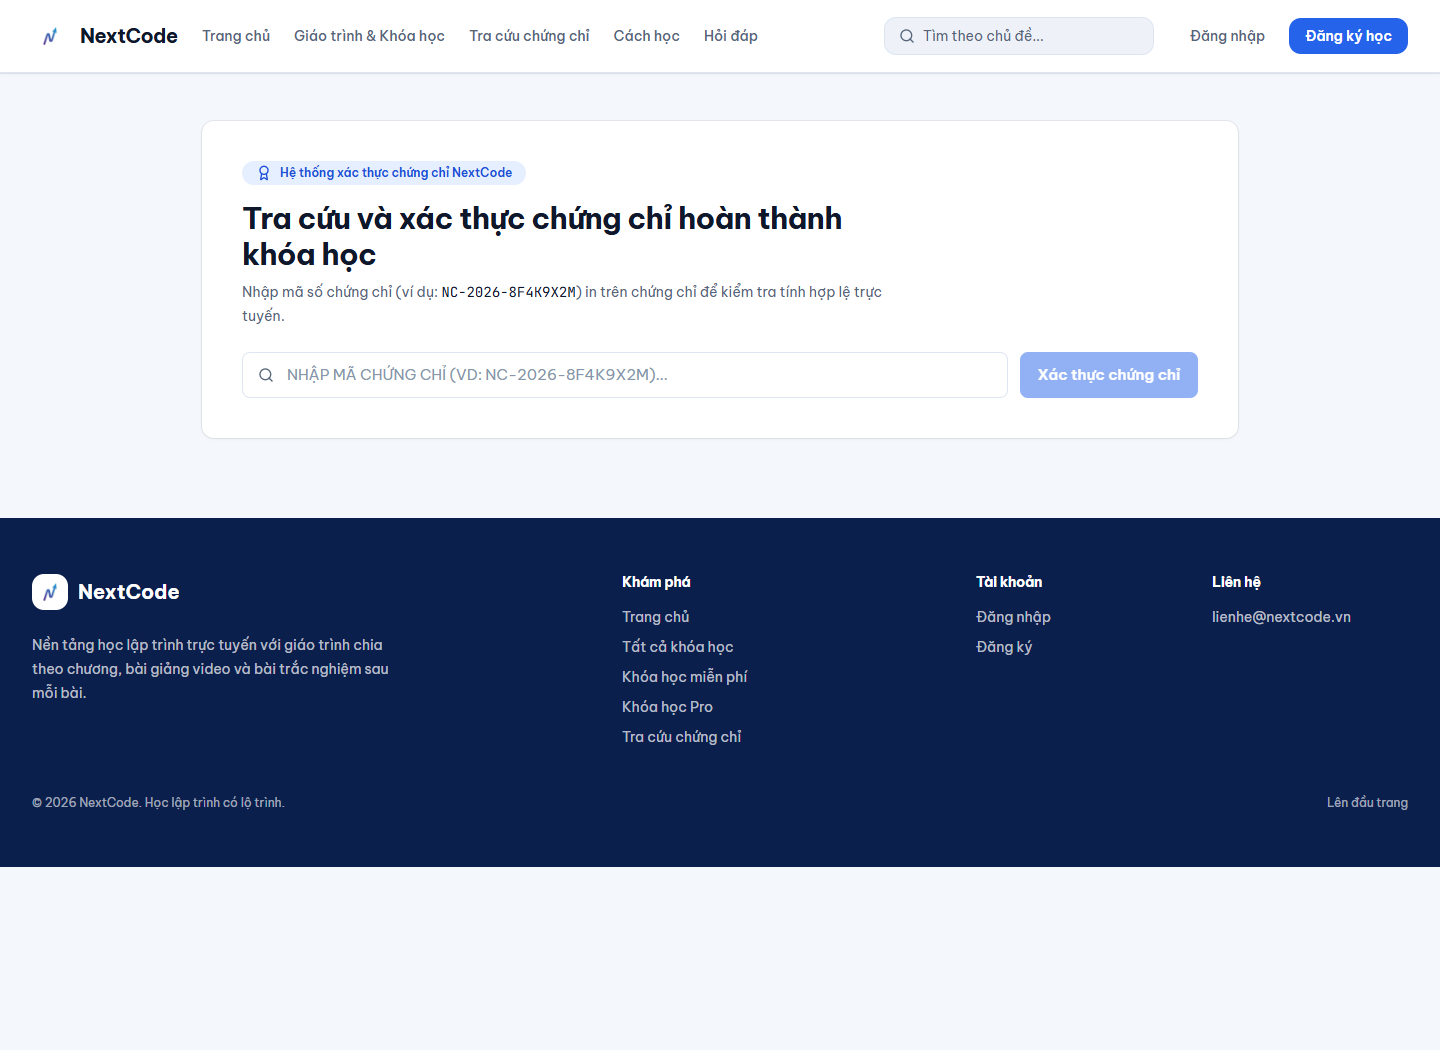 NextCode
Trang chủ
Giáo trình & Khóa học
Tra cứu chứng chỉ
Cách học
Hỏi đáp
Tìm theo chủ đề...
Đăng nhập
Đăng ký học
Hệ thống xác thực chứng chỉ NextCode
Tra cứu và xác thực chứng chỉ hoàn thành
khóa học
Nhập mã số chứng chỉ (ví dụ: NC-2026-8F4K9X2M) in trên chứng chỉ để kiểm tra tính hợp lệ trực
tuyến.
NHẬP MÃ CHỨNG CHỈ (VD: NC-2026-8F4K9X2M)...
Xác thực chứng chỉ
NextCode
Nền tảng học lập trình trực tuyến với giáo trình chia
theo chương, bài giảng video và bài trắc nghiệm sau
mỗi bài.
Khám phá
Trang chủ
Tất cả khóa học
Khóa học miễn phí
Khóa học Pro
Tra cứu chứng chỉ
Tài khoản
Đăng nhập
Đăng ký
Liên hệ
lienhe@nextcode.vn
© 2026 NextCode. Học lập trình có lộ trình.
Lên đầu trang